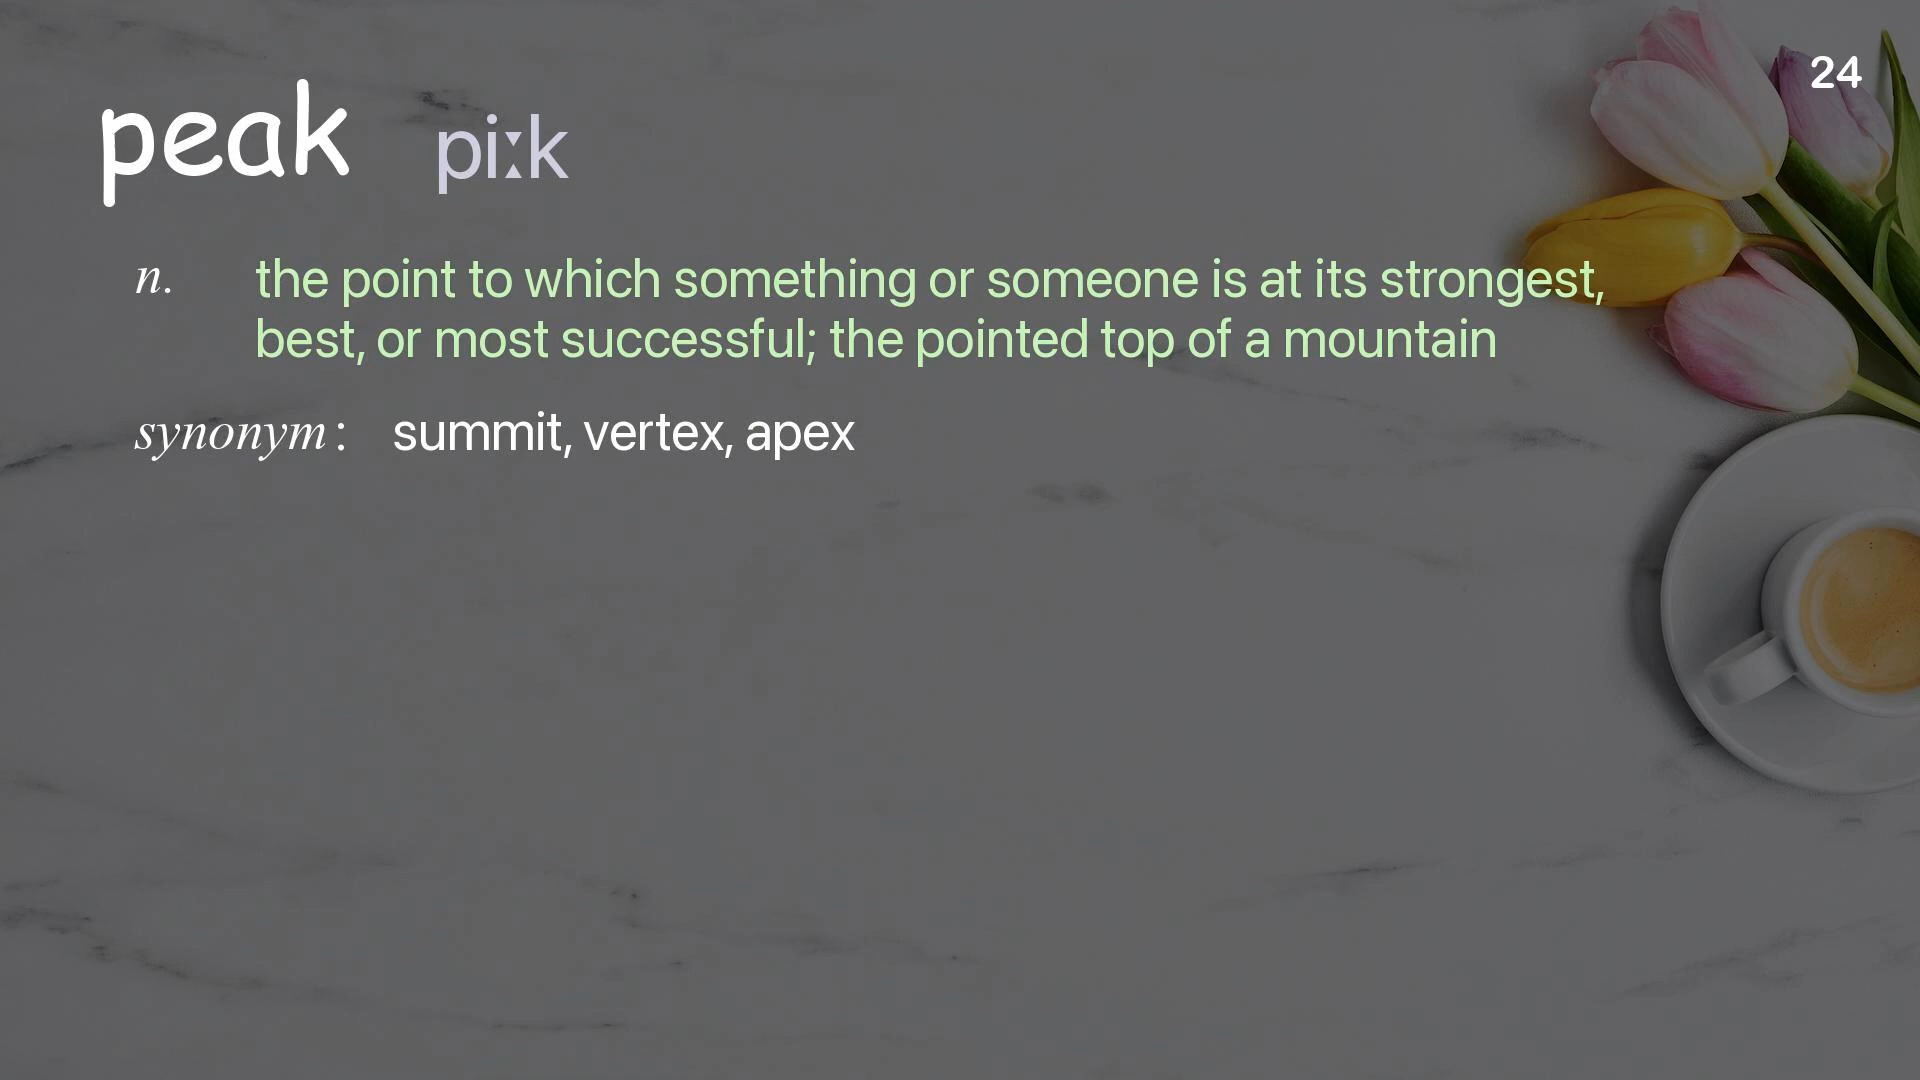 24
peak piːk
n. the point to which something or someone is at its strongest,
best, or most successful; the pointed top of a mountain
synonym: summit, vertex, apex